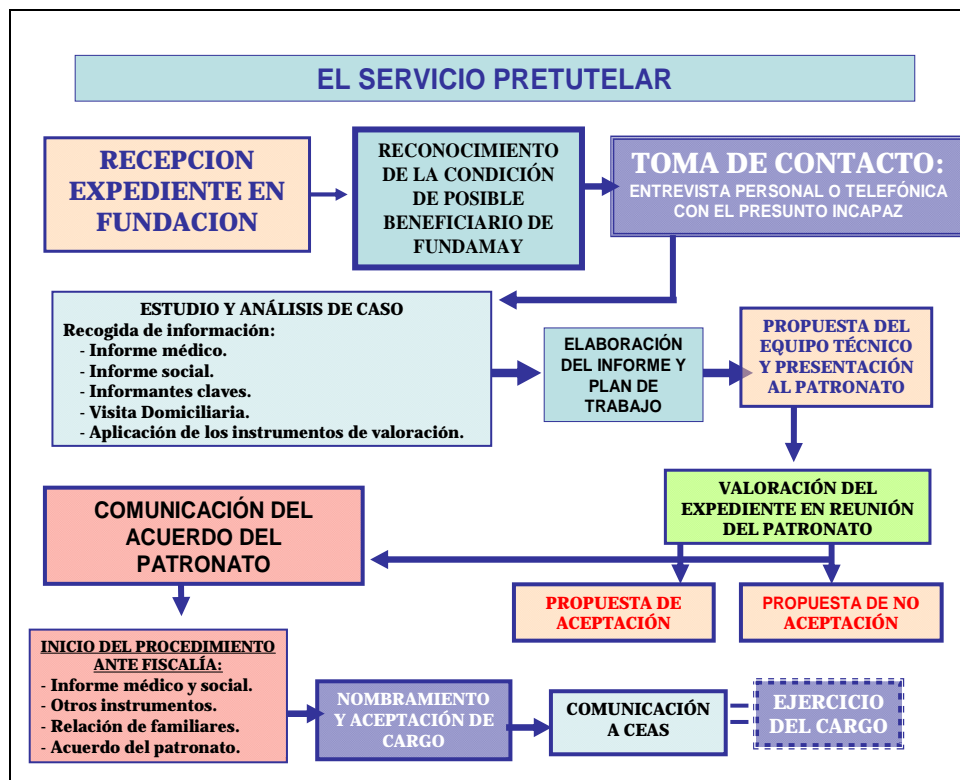 EL SERVICIO PRETUTELAR
RECEPCION
EXPEDIENTE EN
FUNDACION
RECONOCIMIENTO
DE LA CONDICIÓN
DE POSIBLE
BENEFICIARIO DE
FUNDAMAY
TOMA DE CONTACTO:
ENTREVISTA PERSONAL O TELEFÓNICA
CON EL PRESUNTO INCAPAZ
ESTUDIO Y ANÁLISIS DE CASO
Recogida de información:
- Informe médico.
- Informe social.
- Informantes claves.
- Visita Domiciliaria.
- Aplicación de los instrumentos de valoración.
ELABORACIÓN
DEL INFORME Y
PLAN DE
TRABAJO
PROPUESTA DEL
EQUIPO TÉCNICO
Y PRESENTACIÓN
AL PATRONATO
VALORACIÓN DEL
EXPEDIENTE EN REUNIÓN
DEL PATRONATO
PROPUESTA DE
ACEPTACIÓN
PROPUESTA DE NO
ACEPTACIÓN
COMUNICACIÓN DEL
ACUERDO DEL
PATRONATO
INICIO DEL PROCEDIMIENTO
ANTE FISCALÍA:
- Informe médico y social.
- Otros instrumentos.
- Relación de familiares.
- Acuerdo del patronato.
NOMBRAMIENTO
Y ACEPTACIÓN DE
CARGO
COMUNICACIÓN
A CEAS
EJERCICIO
DEL CARGO